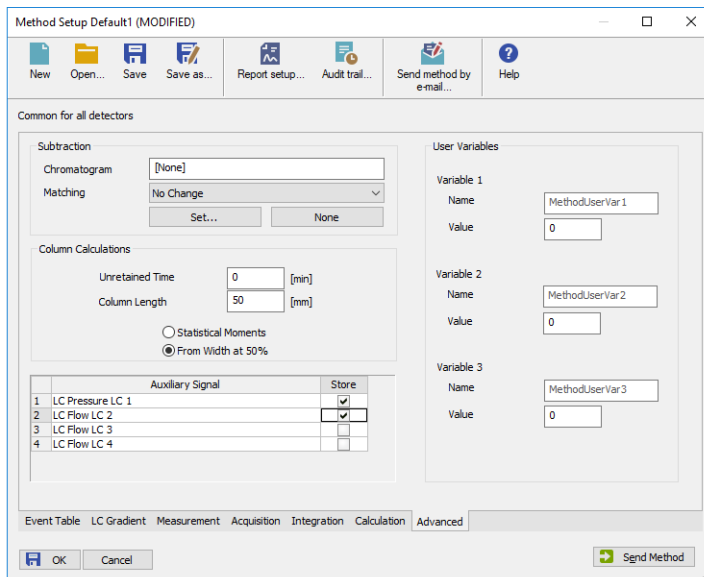 Method Setup Default1 (MODIFIED)
New
Open...
Save
Save as...
Report setup...
Audit trail...
Send method by
e-mail...
Help
Common for all detectors
Subtraction
Chromatogram
[None]
Matching
No Change
Set...
None
Column Calculations
Unretained Time
0
[min]
Column Length
50
[mm]
Statistical Moments
From Width at 50%
Auxiliary Signal
Store
1 LC Pressure LC 1
2 LC Flow LC 2
3 LC Flow LC 3
4 LC Flow LC 4
User Variables
Variable 1
Name
MethodUserVar1
Value
0
Variable 2
Name
MethodUserVar2
Value
0
Variable 3
Name
MethodUserVar3
Value
0
Event Table LC Gradient Measurement Acquisition Integration Calculation Advanced
OK
Cancel
Send Method